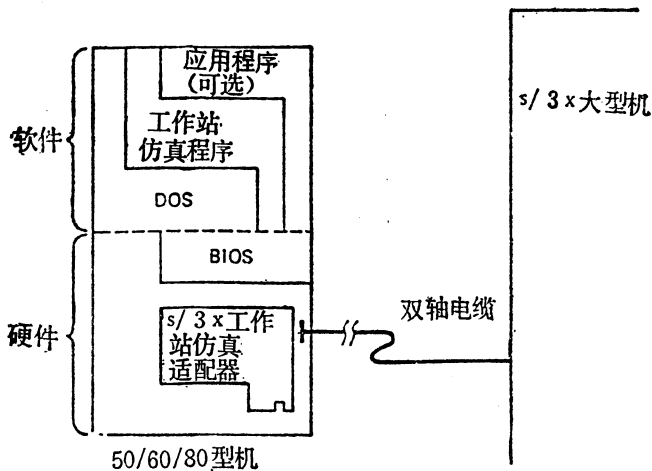 应用程序
(可选)
工作站
仿真程序
DOS
软件
BIOS
硬件
s/3x工作
站仿真
适配器
50/60/80型机
双轴电缆
s/3x大型机